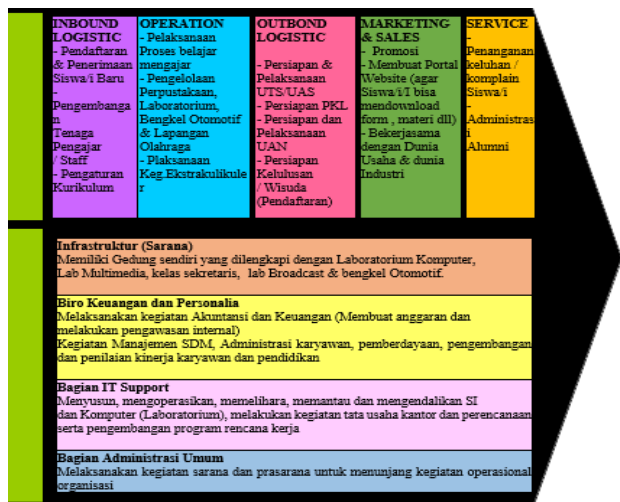 INBOUND
LOGISTIC
- Pendaftaran
& Penerimaan
Siswa/i Baru
-
Pengembanga
n
Tenaga
Pengajar
/ Staff
- Pengaturan
Kurikulum
OPERATION
- Pelaksanaan
Proses belajar
mengajar
- Pengelolaan
Perpustakaan,
Laboratorium,
Bengkel Otomotif
& Lapangan
Olahraga
- Plaksanaan
Keg.Ekstrakulikule
r
OUTBOND
LOGISTIC
- Persiapan &
Pelaksanaan
UTS/UAS
- Persiapan PKL
- Persiapan dan
Pelaksanaan
UAN
- Persiapan
Kelulusan
/ Wisuda
(Pendaftaran)
MARKETING
& SALES
- Promosi
- Membuat Portal
Website (agar
Siswa/I bisa
mendownload
form , materi dll)
- Bekerjasama
dengan Dunia
Usaha & dunia
Industri
SERVICE
-
Penanganan
keluhan /
komplain
Siswa/i
-
Administras
i
Alumni
Infrastruktur (Sarana)
Memiliki Gedung sendiri yang dilengkapi dengan Laboratorium Komputer,
Lab Multimedia, kelas sekretaris, lab Broadcast & bengkel Otomotif.
Biro Keuangan dan Personalia
Melaksanakan kegiatan Akuntansi dan Keuangan (Membuat anggaran dan
melakukan pengawasan internal)
Kegiatan Manajemen SDM, Administrasi karyawan, pemberdayaan, pengembangan
dan penilaian kinerja karyawan dan pendidikan
Bagian IT Support
Menyusun, mengoperasikan, memelihara, memantau dan mengendalikan SI
dan Komputer (Laboratorium), melakukan kegiatan tata usaha kantor dan perencanaan
serta pengembangan program rencana kerja
Bagian Administrasi Umum
Melaksanakan kegiatan sarana dan prasarana untuk menunjang kegiatan operasional
organisasi